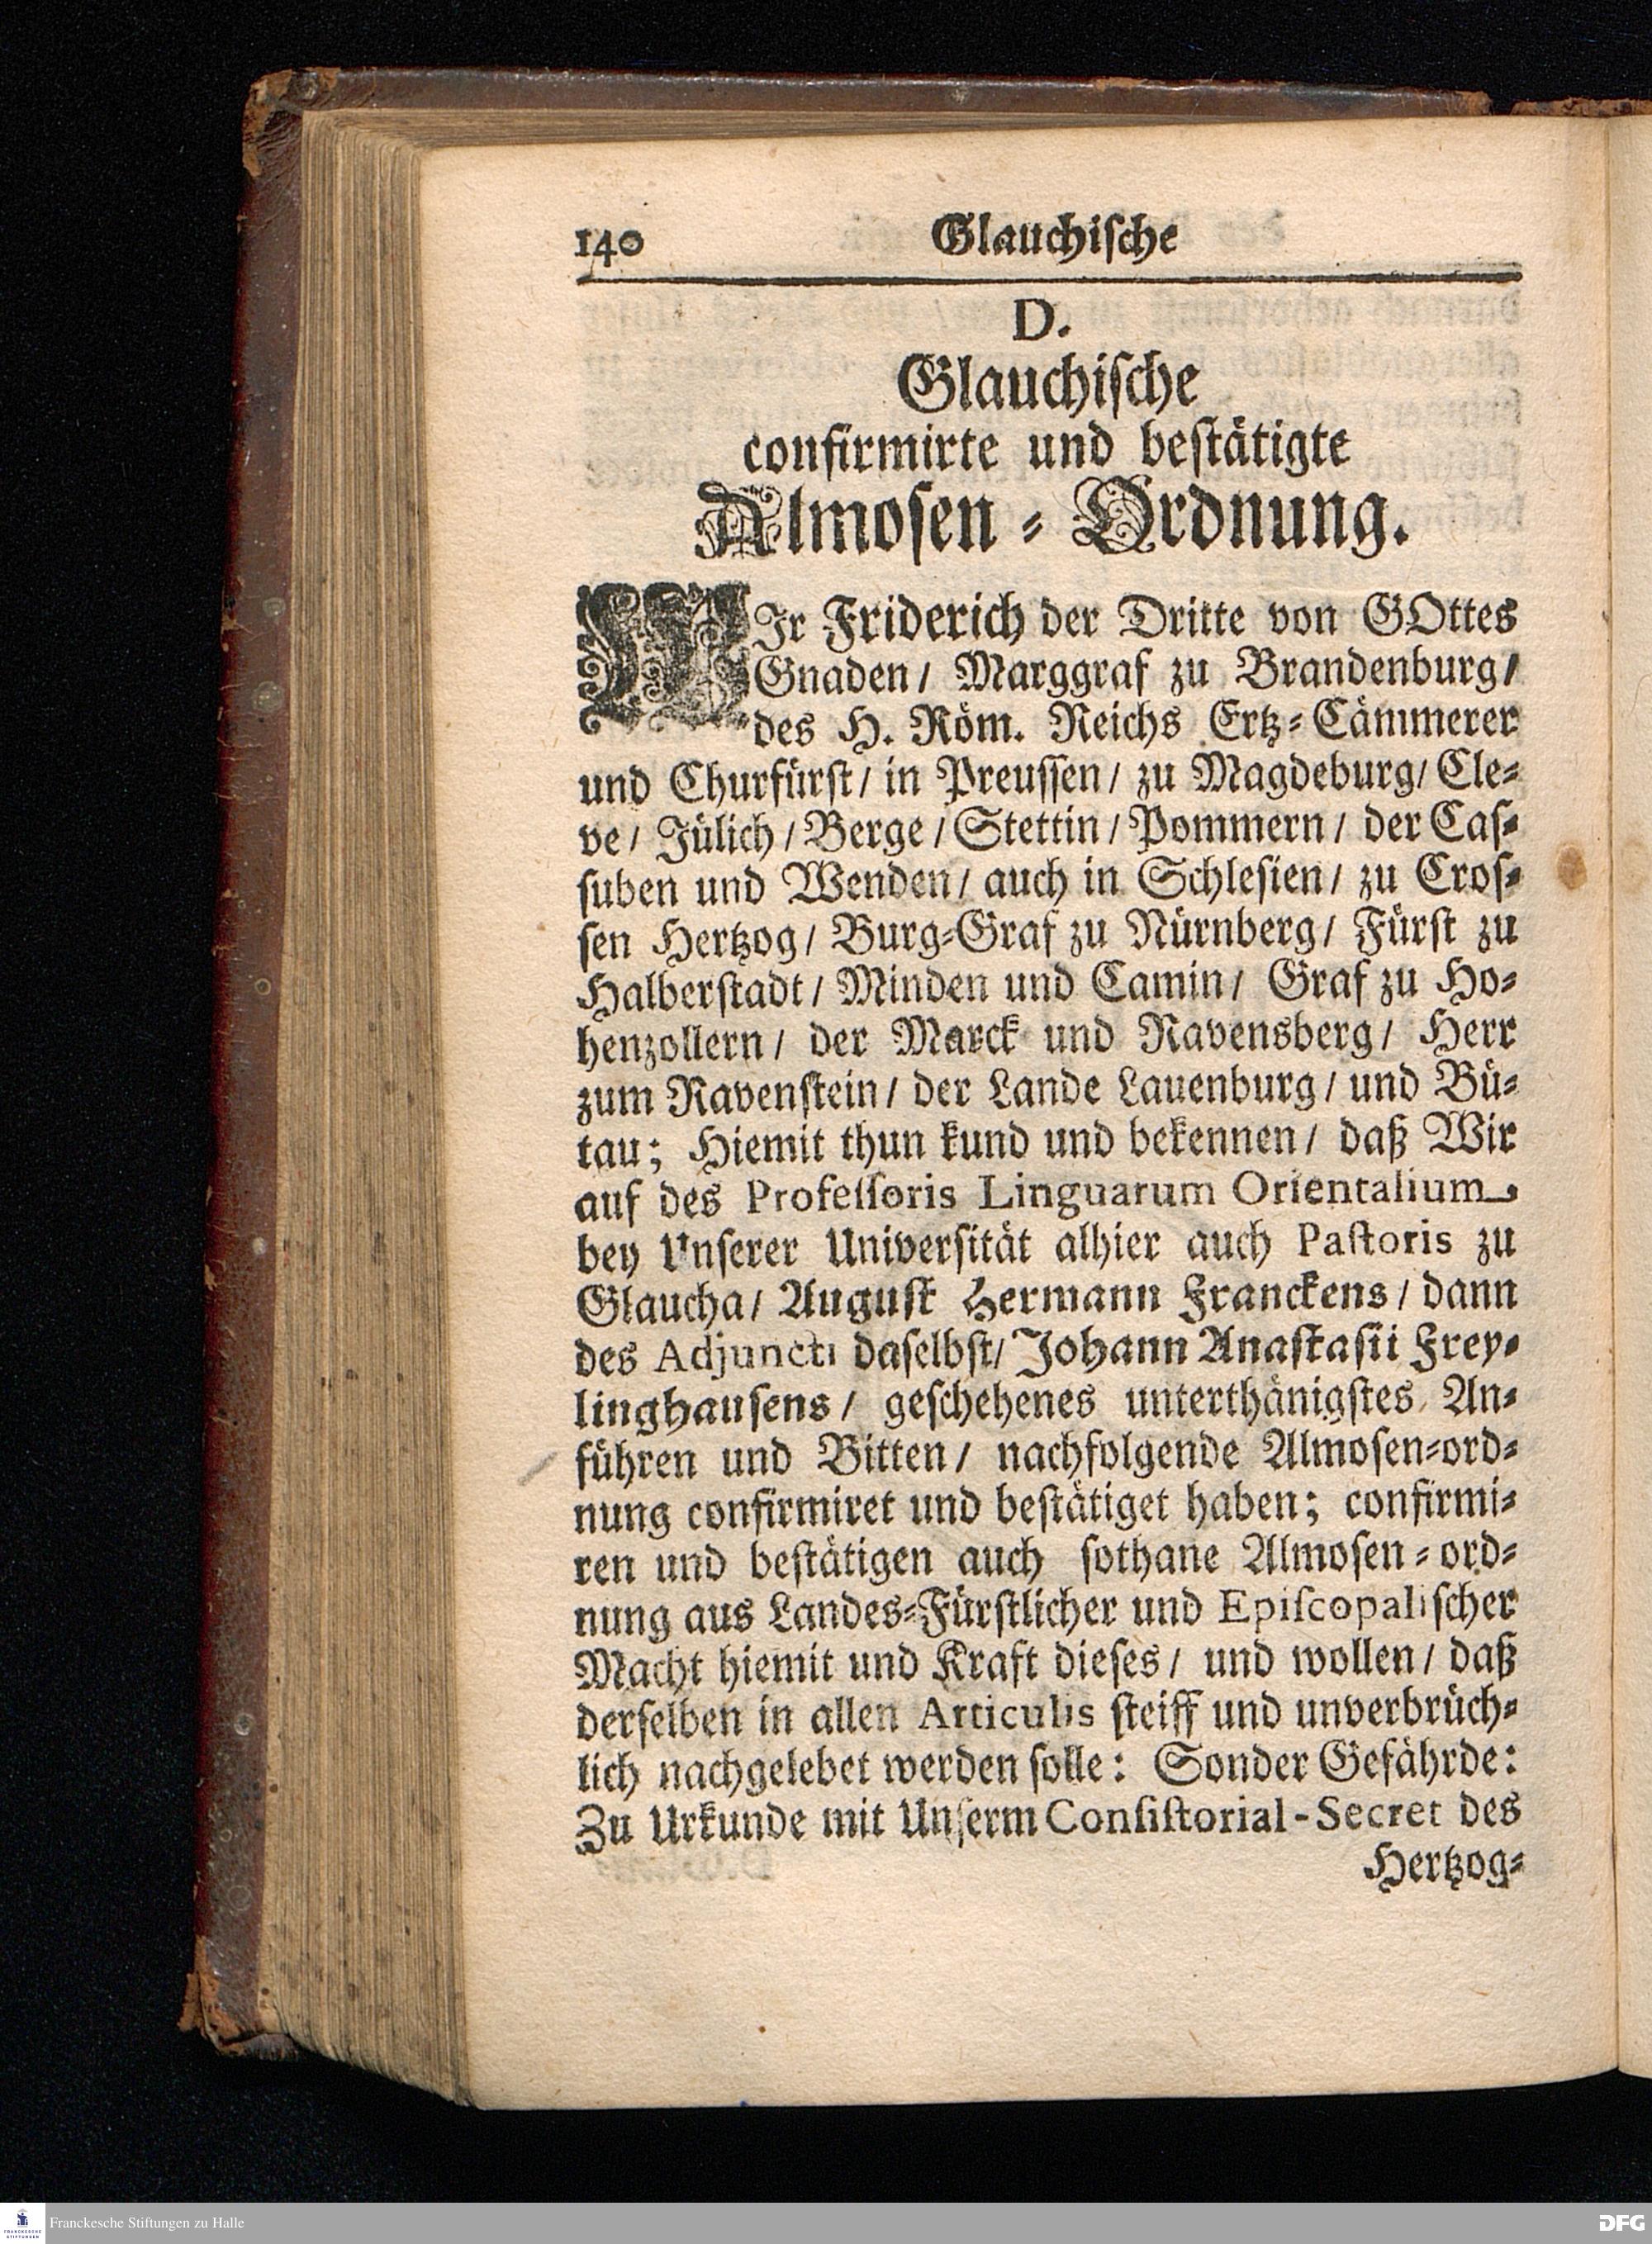 140 Glauchiſche
D.
Glauchiſche
confirmirte und beſtätigte
Almoſen-Ordnung.
WIr Friderich der Dritte von GOttes
Gnaden/ Marggraf zu Brandenburg/
des H. Röm. Reichs Ertz-Cämmerer
und Churfürſt/ in Preuſſen/ zu Magdeburg/ Cle-
ve/ Jülich/ Berge/ Stettin/ Pommern/ der Caſ-
ſuben und Wenden/ auch in Schleſien/ zu Croſ-
ſen Hertzog/ Burg-Graf zu Nürnberg/ Fürſt zu
Halberſtadt/ Minden und Camin/ Graf zu Ho-
henzollern/ der Marck und Ravensberg/ Herr
zum Ravenſtein/ der Lande Lauenburg/ und Bü-
tau; Hiemit thun kund und bekennen/ daß Wir
auf des Profeſſoris Linguarum Orientalium,
bey Unſerer Univerſität alhier auch Paſtoris zu
Glaucha/ Auguſt Hermann Franckens/ dann
des Adjuncti daſelbſt/ Johann Anaſtaſii Frey-
linghauſens/ geſchehenes unterthänigſtes An-
führen und Bitten/ nachfolgende Almoſen-ord-
nung confirmiret und beſtätiget haben; confirmi-
ren und beſtätigen auch ſothane Almoſen-ord-
nung aus Landes-Fürſtlicher und Epiſcopaliſcher
Macht hiemit und Kraft dieſes/ und wollen/ daß
derſelben in allen Articulis ſteiff und unverbrüch-
lich nachgelebet werden ſolle: Sonder Gefährde:
Zu Urkunde mit Unſerm Conſiſtorial-Secret des
Hertzog-
FRANCKESCHE
STIFTUNGEN
Franckesche Stiftungen zu Halle
DFG